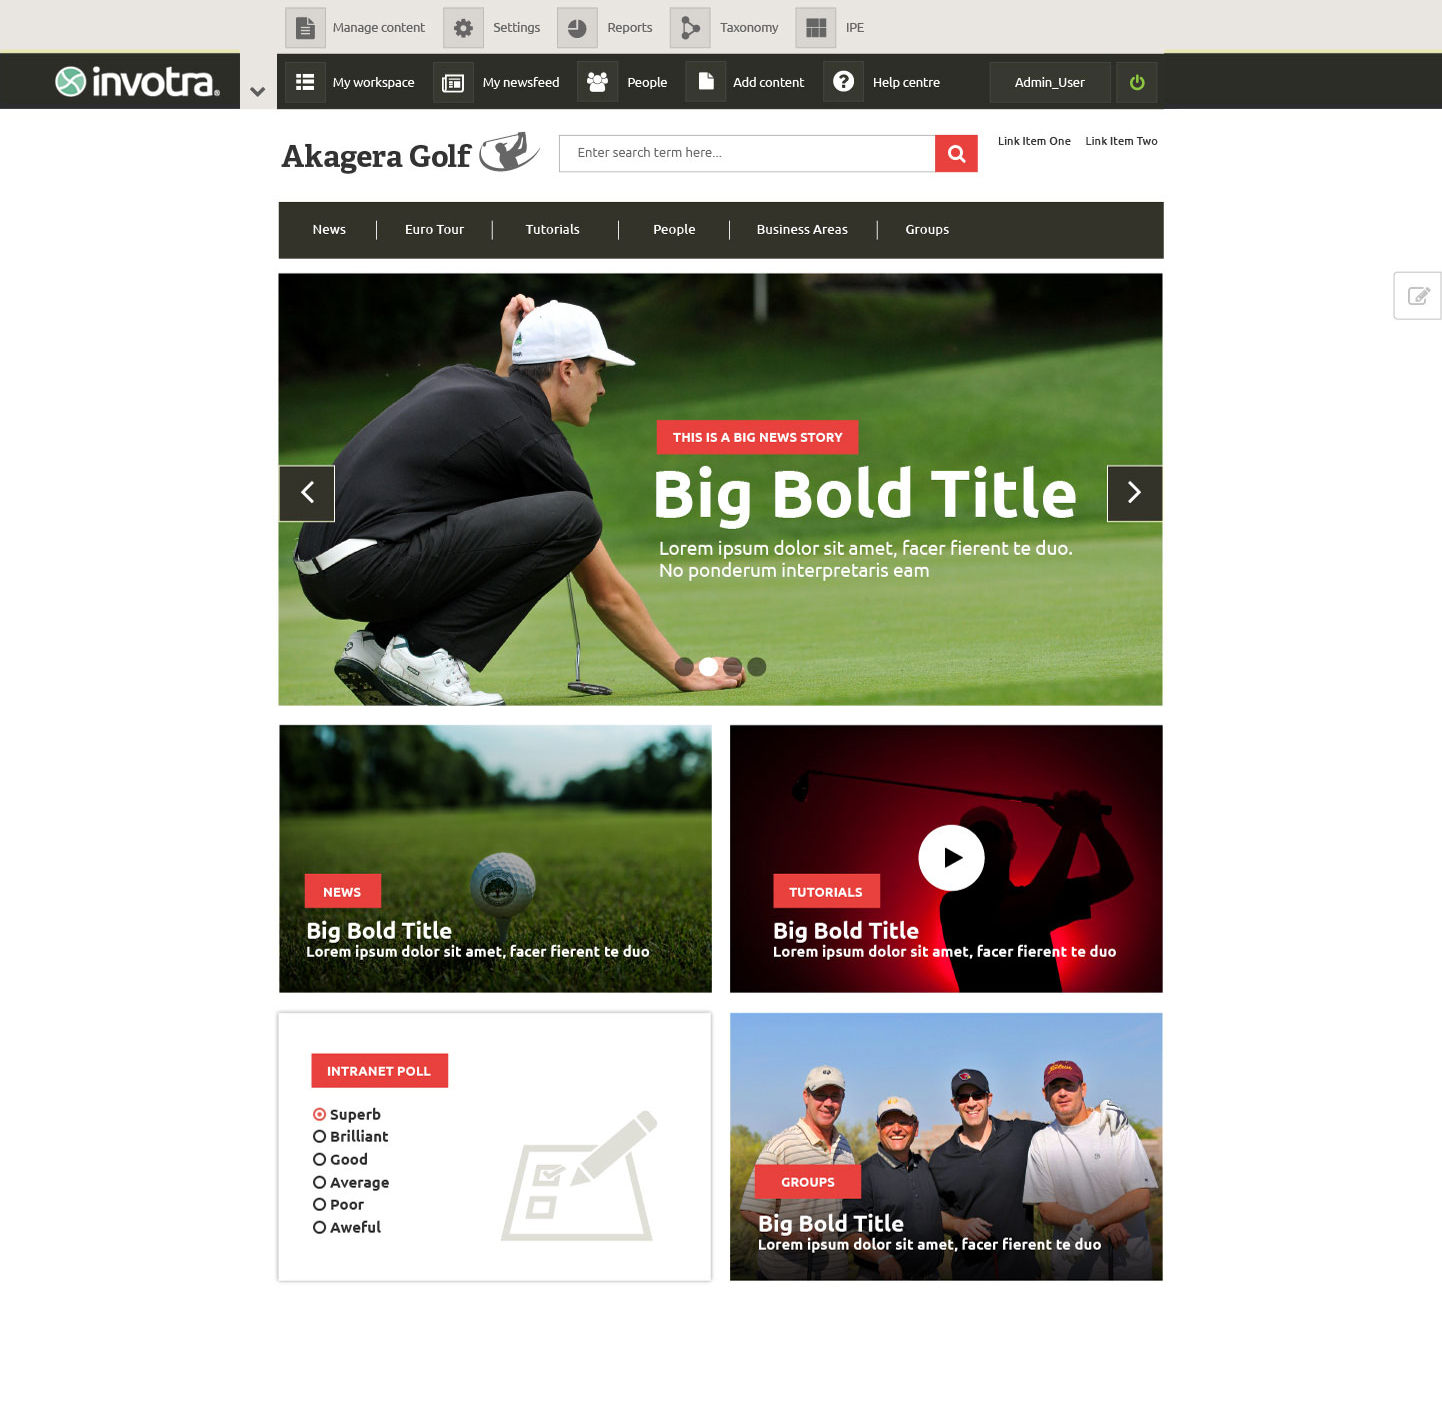 Manage content
Settings
Reports
Taxonomy
IPE
invotra
My workspace
My newsfeed
People
Add content
Help centre
Admin_User
Akagera Golf
Enter search term here...
Link Item One
Link Item Two
News
Euro Tour
Tutorials
People
Business Areas
Groups
THIS IS A BIG NEWS STORY
Big Bold Title
Lorem ipsum dolor sit amet, facer fierent te duo.
No ponderum interpretaris eam
NEWS
Big Bold Title
Lorem ipsum dolor sit amet, facer fierent te duo
TUTORIALS
Big Bold Title
Lorem ipsum dolor sit amet, facer fierent te duo
INTRANET POLL
Superb
Brilliant
Good
Average
Poor
Aweful
GROUPS
Big Bold Title
Lorem ipsum dolor sit amet, facer fierent te duo